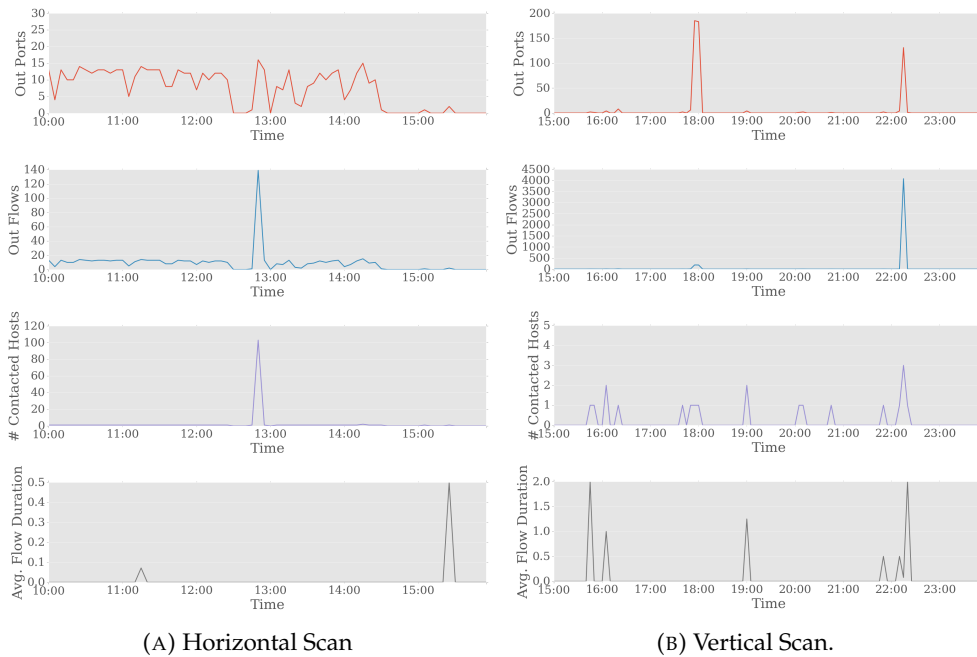 Out Ports
30
25
20
15
10
5
0
10:00 11:00 12:00 13:00 14:00 15:00
Time
Out Flows
140
120
100
80
60
40
20
0
10:00 11:00 12:00 13:00 14:00 15:00
Time
# Contacted Hosts
120
100
80
60
40
20
0
10:00 11:00 12:00 13:00 14:00 15:00
Time
Avg. Flow Duration
0.5
0.4
0.3
0.2
0.1
0.0
10:00 11:00 12:00 13:00 14:00 15:00
Time
(A) Horizontal Scan
Out Ports
200
150
100
50
0
15:00 16:00 17:00 18:00 19:00 20:00 21:00 22:00 23:00
Time
Out Flows
4500
4000
3500
3000
2500
2000
1500
1000
500
0
15:00 16:00 17:00 18:00 19:00 20:00 21:00 22:00 23:00
Time
# Contacted Hosts
5
4
3
2
1
0
15:00 16:00 17:00 18:00 19:00 20:00 21:00 22:00 23:00
Time
Avg. Flow Duration
2.0
1.5
1.0
0.5
0.0
15:00 16:00 17:00 18:00 19:00 20:00 21:00 22:00 23:00
Time
(B) Vertical Scan.